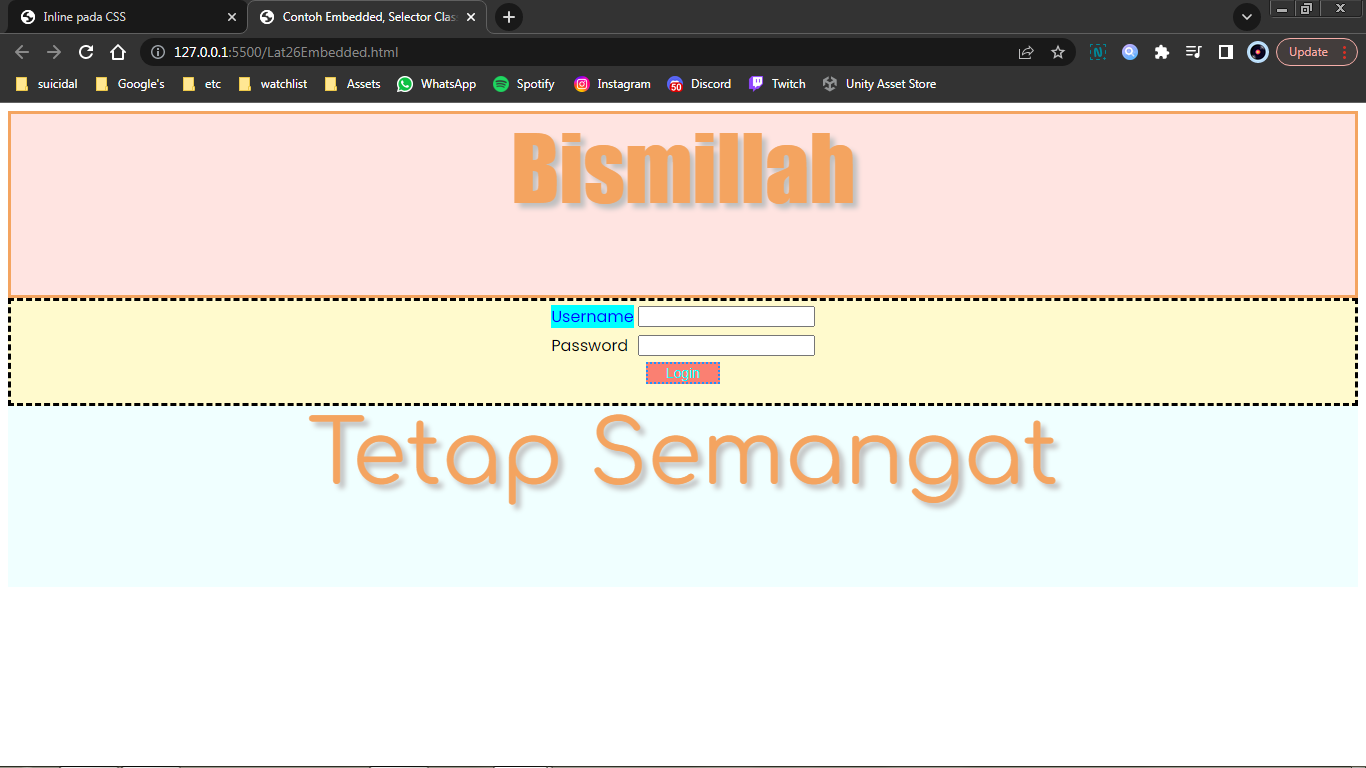 Inline pada CSS
Contoh Embedded, Selector Clas
127.0.0.1:5500/Lat26Embedded.html
Update
suicidal
Google's
etc
watchlist
Assets
WhatsApp
Spotify
Instagram
50
Discord
Twitch
Unity Asset Store
Bismillah
Username
Password
Login
Tetap Semangat